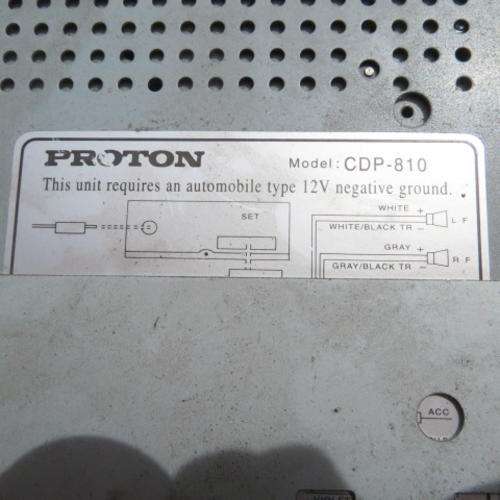 PROTON Model: CDP-810
This unit requires an automobile type 12V negative ground.
SET
WHITE +
L F
WHITE/BLACK TR −
GRAY +
R F
GRAY/BLACK TR −
ACC